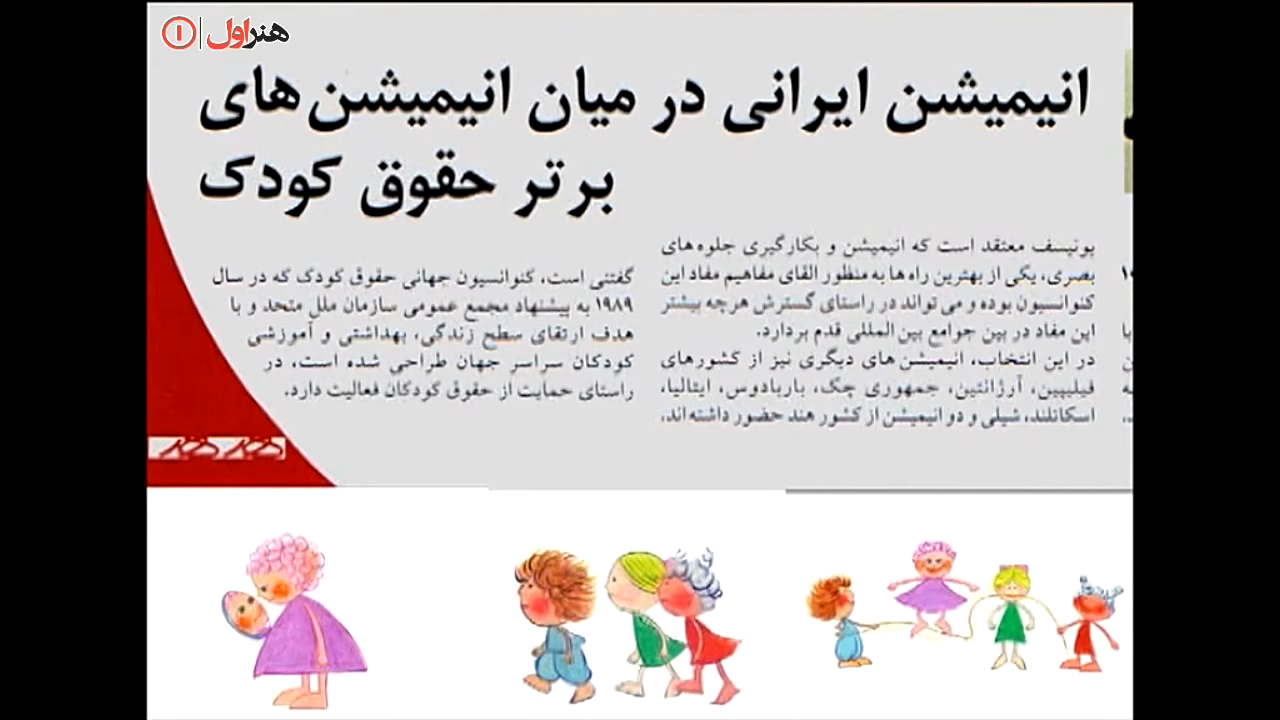 هنر اول
انیمیشن ایرانی در میان انیمیشن‌های
برتر حقوق کودک
یونیسف معتقد است که انیمیشن و بکارگیری جلوه‌های
بصری، یکی از بهترین راه‌ها به منظور القای مفاهیم مفاد این
کنوانسیون بوده و می‌تواند در راستای گسترش هرچه بیشتر
این مفاد در بین جوامع بین‌المللی قدم بردارد.
در این انتخاب، انیمیشن‌های دیگری نیز از کشورهای
فیلیپین، آرژانتین، جمهوری چک، باربادوس، ایتالیا،
اسکاتلند، شیلی و دو انیمیشن از کشور هند حضور داشته‌اند.
گفتنی است، کنوانسیون جهانی حقوق کودک که در سال
۱۹۸۹ به پیشنهاد مجمع عمومی سازمان ملل متحد و با
هدف ارتقای سطح زندگی، بهداشتی و آموزشی
کودکان سراسر جهان طراحی شده است، در
راستای حمایت از حقوق کودکان فعالیت دارد.